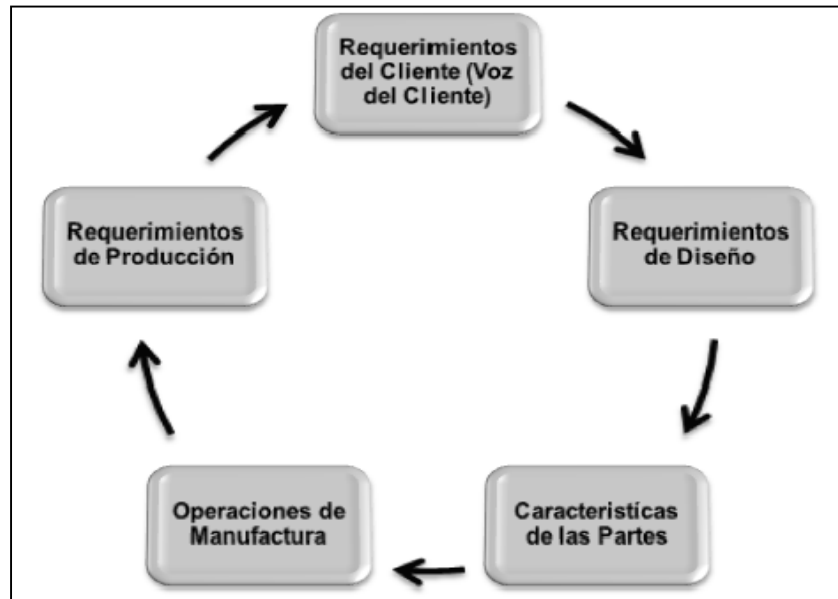 Requerimientos
del Cliente (Voz
del Cliente)
Requerimientos
de Diseño
Caracteristícas
de las Partes
Operaciones de
Manufactura
Requerimientos
de Producción